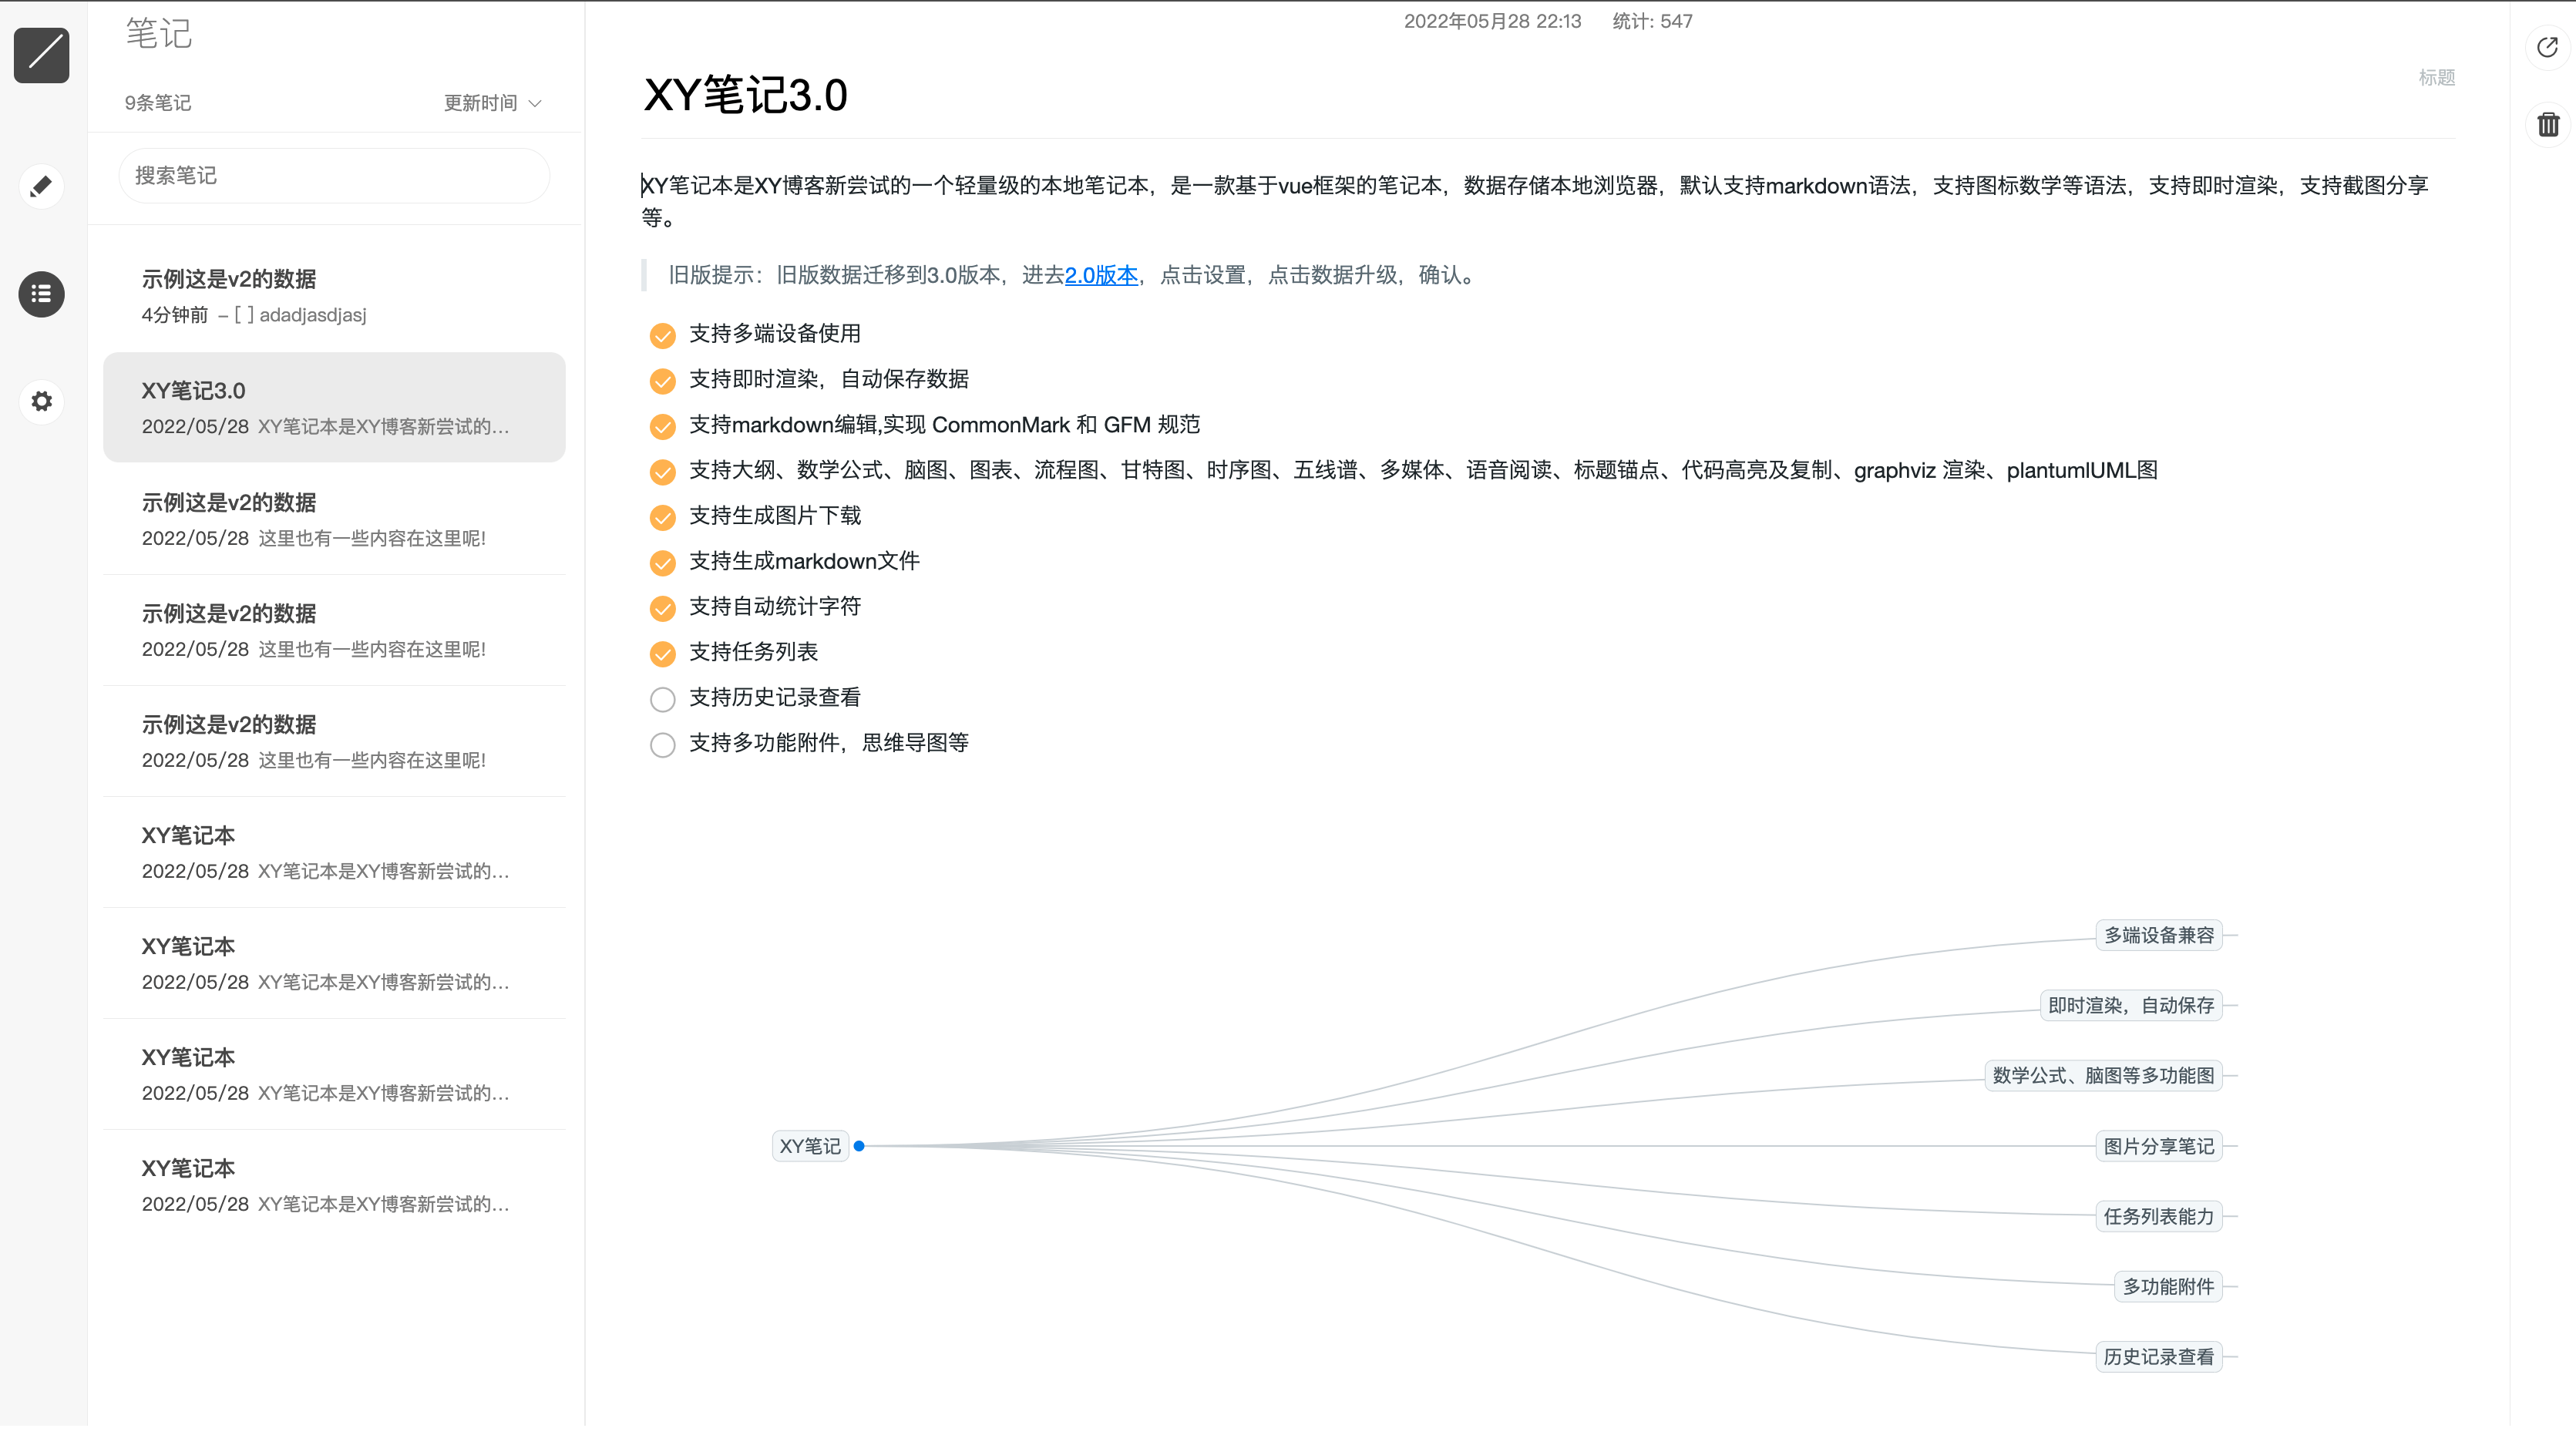 笔记
9条笔记
更新时间
搜索笔记
示例这是v2的数据
4分钟前 – [ ] adadjasdjasj
XY笔记3.0
2022/05/28 XY笔记本是XY博客新尝试的...
示例这是v2的数据
2022/05/28 这里也有一些内容在这里呢!
示例这是v2的数据
2022/05/28 这里也有一些内容在这里呢!
示例这是v2的数据
2022/05/28 这里也有一些内容在这里呢!
XY笔记本
2022/05/28 XY笔记本是XY博客新尝试的...
XY笔记本
2022/05/28 XY笔记本是XY博客新尝试的...
XY笔记本
2022/05/28 XY笔记本是XY博客新尝试的...
XY笔记本
2022/05/28 XY笔记本是XY博客新尝试的...
2022年05月28 22:13 统计: 547
XY笔记3.0
标题
XY笔记本是XY博客新尝试的一个轻量级的本地笔记本，是一款基于vue框架的笔记本，数据存储本地浏览器，默认支持markdown语法，支持图标数学等语法，支持即时渲染，支持截图分享
等。
旧版提示：旧版数据迁移到3.0版本，进去2.0版本，点击设置，点击数据升级，确认。
支持多端设备使用
支持即时渲染，自动保存数据
支持markdown编辑,实现 CommonMark 和 GFM 规范
支持大纲、数学公式、脑图、图表、流程图、甘特图、时序图、五线谱、多媒体、语音阅读、标题锚点、代码高亮及复制、graphviz 渲染、plantumlUML图
支持生成图片下载
支持生成markdown文件
支持自动统计字符
支持任务列表
支持历史记录查看
支持多功能附件，思维导图等
XY笔记
多端设备兼容
即时渲染，自动保存
数学公式、脑图等多功能图
图片分享笔记
任务列表能力
多功能附件
历史记录查看